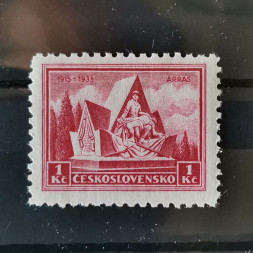 1915-1935 ARRAS
1 Kč ČESKOSLOVENSKO 1 Kč